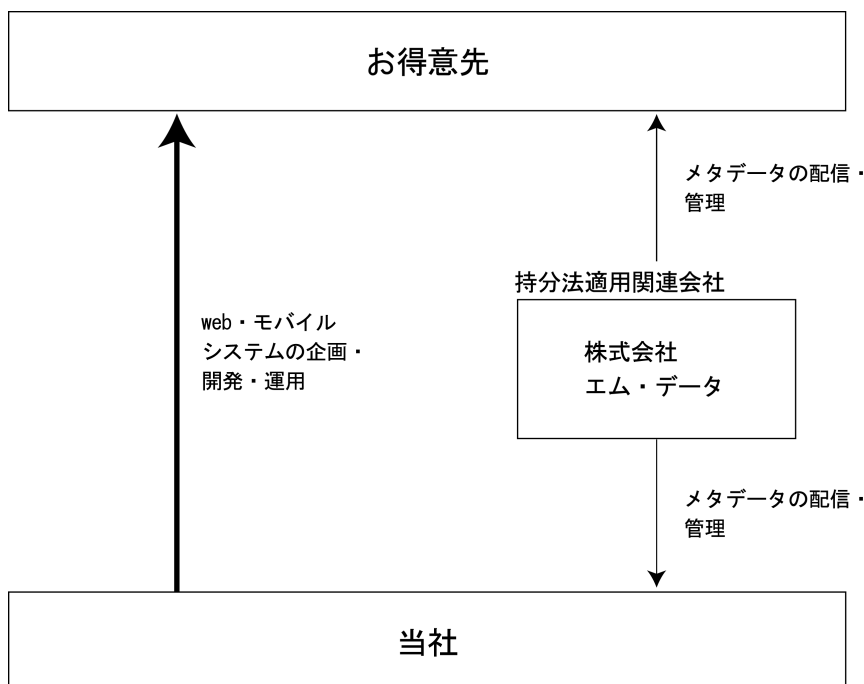 お得意先
メタデータの配信・
管理
持分法適用関連会社
web・モバイル
システムの企画・
開発・運用
株式会社
エム・データ
メタデータの配信・
管理
当社